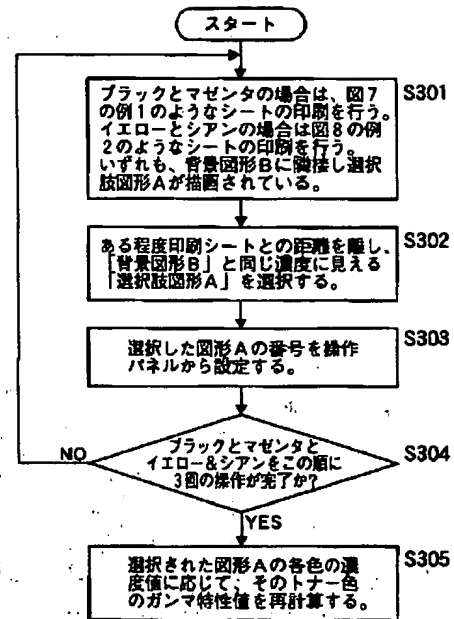 スタート
ブラックとマゼンタの場合は、図7
の例1のようなシートの印刷を行う。
イエローとシアンの場合は図8の例
2のようなシートの印刷を行う。
いずれも、背景図形Bに隣接し選択
肢図形Aが描画されている。
S301
ある程度印刷シートとの距離を離し、
「背景図形B」と同じ濃度に見える
「選択肢図形A」を選択する。
S302
選択した図形Aの番号を操作
パネルから設定する。
S303
ブラックとマゼンタと
イエロー&シアンをこの順に
3回の操作が完了か?
S304
NO
YES
選択された図形Aの各色の濃
度値に応じて、そのトナー色
のガンマ特性値を再計算する。
S305